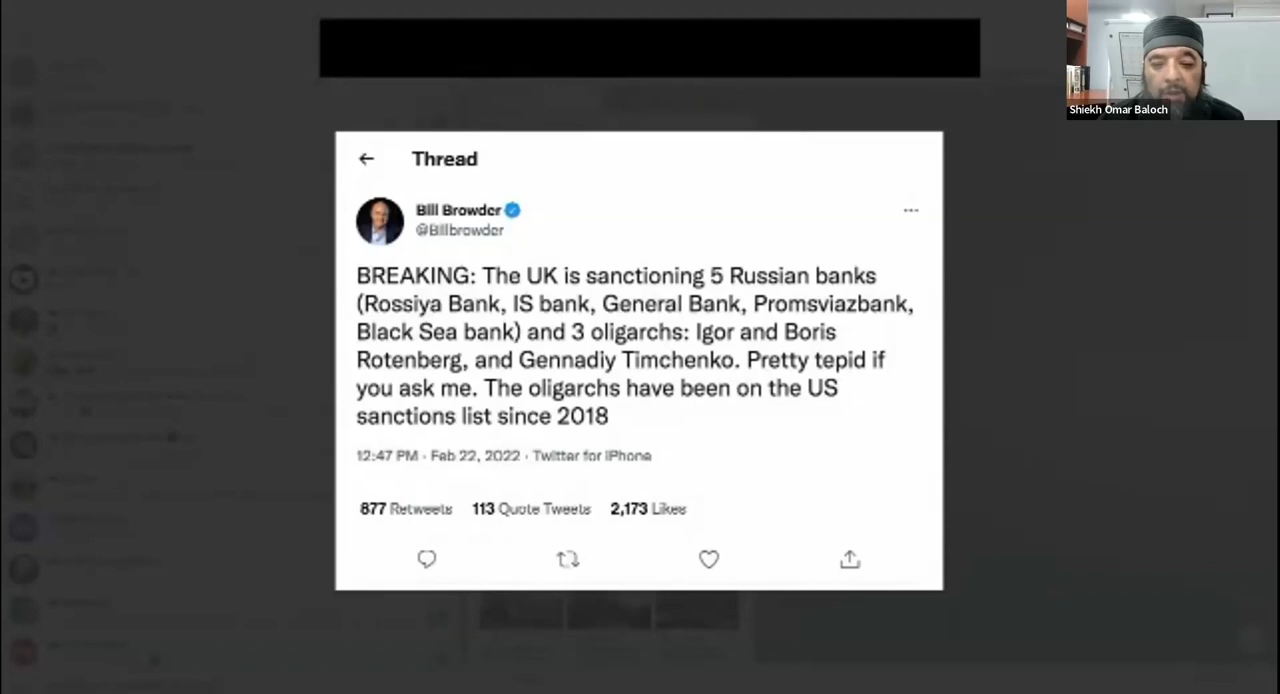 Shiekh Omar Baloch
Thread
Bill Browder
@Billbrowder
BREAKING: The UK is sanctioning 5 Russian banks
(Rossiya Bank, IS bank, General Bank, Promsviazbank,
Black Sea bank) and 3 oligarchs: Igor and Boris
Rotenberg, and Gennadiy Timchenko. Pretty tepid if
you ask me. The oligarchs have been on the US
sanctions list since 2018
12:47 PM · Feb 22, 2022 · Twitter for iPhone
877 Retweets 113 Quote Tweets 2,173 Likes